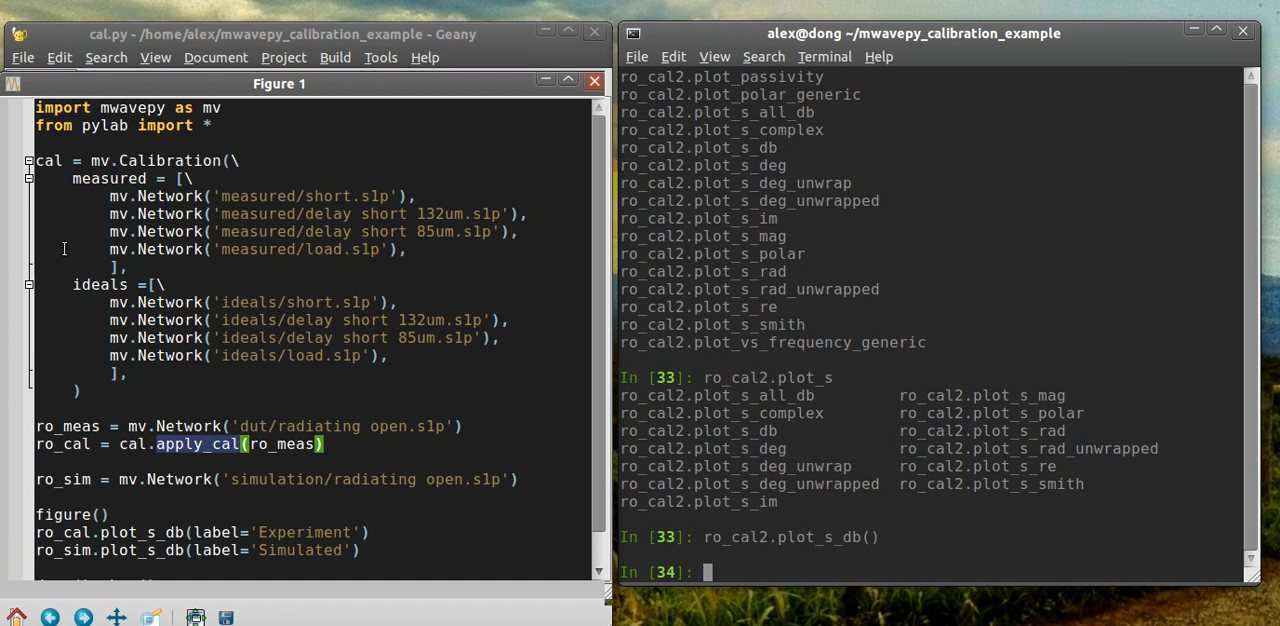 cal.py - /home/alex/mwavepy_calibration_example - Geany
File Edit Search View Document Project Build Tools Help
Figure 1
import mwavepy as mv
from pylab import *
cal = mv.Calibration(\
measured = [\
mv.Network('measured/short.s1p'),
mv.Network('measured/delay short 132um.s1p'),
mv.Network('measured/delay short 85um.s1p'),
mv.Network('measured/load.s1p'),
],
ideals =[\
mv.Network('ideals/short.s1p'),
mv.Network('ideals/delay short 132um.s1p'),
mv.Network('ideals/delay short 85um.s1p'),
mv.Network('ideals/load.s1p'),
],
)
ro_meas = mv.Network('dut/radiating open.s1p')
ro_cal = cal.apply_cal(ro_meas)
ro_sim = mv.Network('simulation/radiating open.s1p')
figure()
ro_cal.plot_s_db(label='Experiment')
ro_sim.plot_s_db(label='Simulated')
alex@dong ~/mwavepy_calibration_example
File Edit View Search Terminal Help
ro_cal2.plot_passivity
ro_cal2.plot_polar_generic
ro_cal2.plot_s_all_db
ro_cal2.plot_s_complex
ro_cal2.plot_s_db
ro_cal2.plot_s_deg
ro_cal2.plot_s_deg_unwrap
ro_cal2.plot_s_deg_unwrapped
ro_cal2.plot_s_im
ro_cal2.plot_s_mag
ro_cal2.plot_s_polar
ro_cal2.plot_s_rad
ro_cal2.plot_s_rad_unwrapped
ro_cal2.plot_s_re
ro_cal2.plot_s_smith
ro_cal2.plot_vs_frequency_generic
In [33]: ro_cal2.plot_s
ro_cal2.plot_s_all_db ro_cal2.plot_s_mag
ro_cal2.plot_s_complex ro_cal2.plot_s_polar
ro_cal2.plot_s_db ro_cal2.plot_s_rad
ro_cal2.plot_s_deg ro_cal2.plot_s_rad_unwrapped
ro_cal2.plot_s_deg_unwrap ro_cal2.plot_s_re
ro_cal2.plot_s_deg_unwrapped ro_cal2.plot_s_smith
ro_cal2.plot_s_im
In [33]: ro_cal2.plot_s_db()
In [34]: